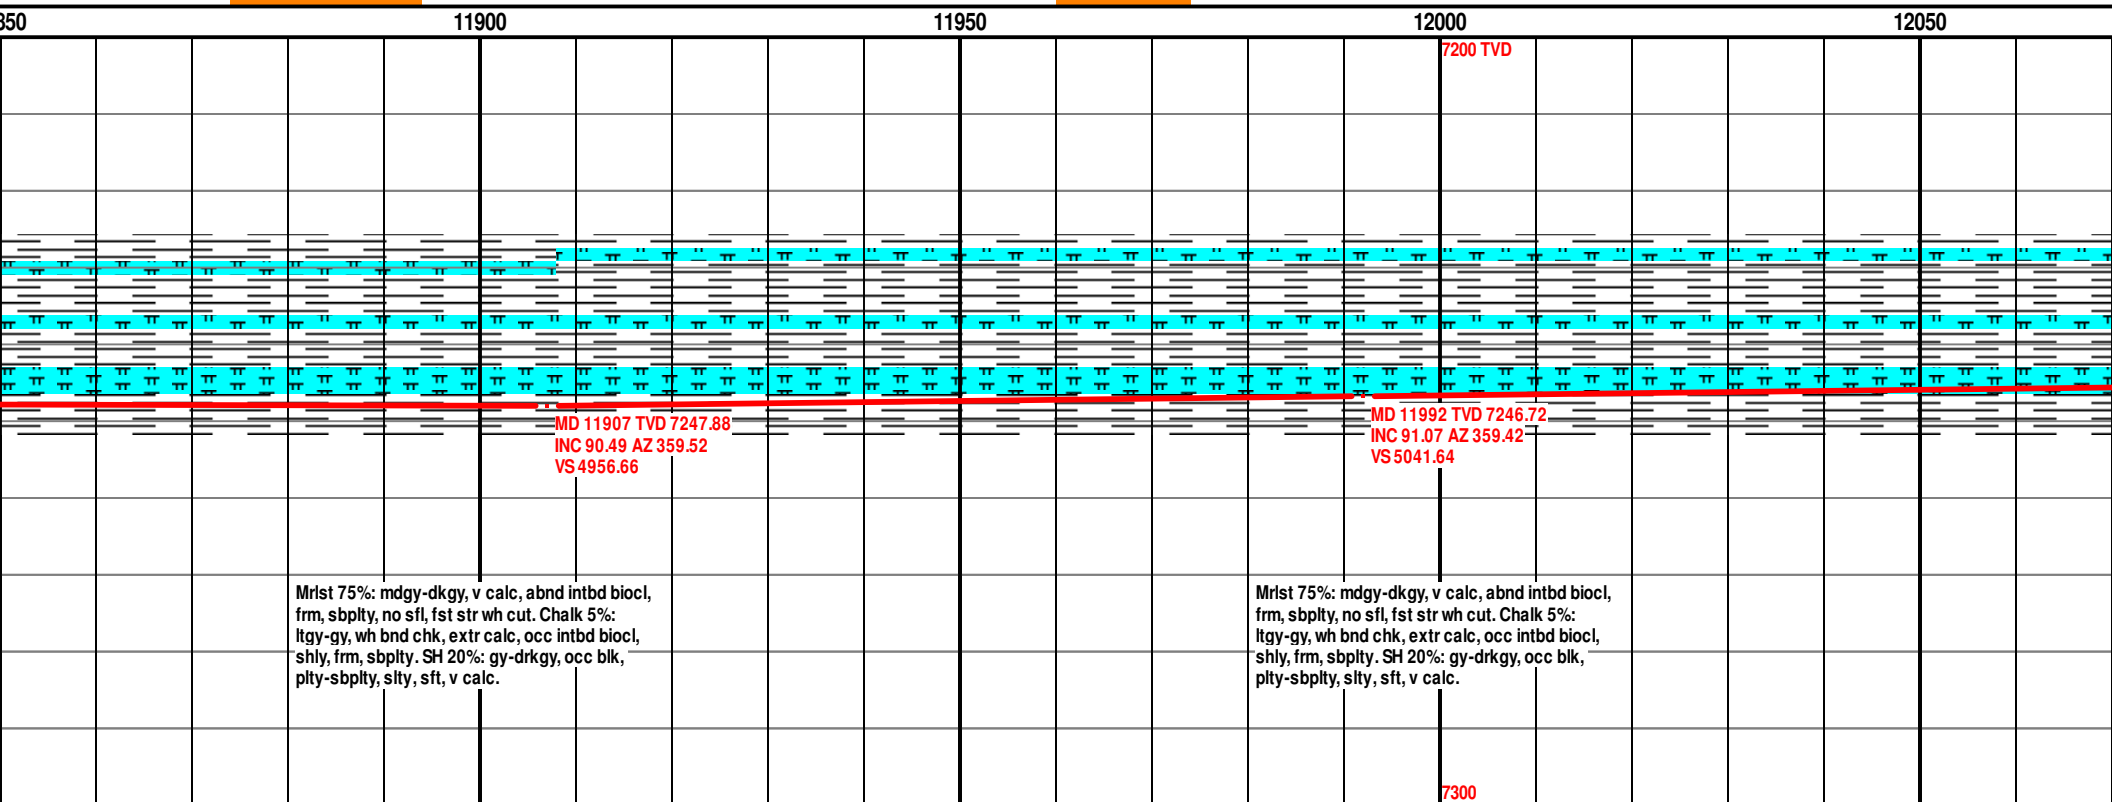 350 11900 11950 12000 12050
7200 TVD
MD 11907 TVD 7247.88
INC 90.49 AZ 359.52
VS 4956.66
MD 11992 TVD 7246.72
INC 91.07 AZ 359.42
VS 5041.64
Mrlst 75%: mdgy-dkgy, v calc, abnd intbd biocl,
frm, sbplty, no sfl, fst str wh cut. Chalk 5%:
ltgy-gy, wh bnd chk, extr calc, occ intbd biocl,
shly, frm, sbplty. SH 20%: gy-drkgy, occ blk,
plty-sbplty, slty, sft, v calc.
Mrlst 75%: mdgy-dkgy, v calc, abnd intbd biocl,
frm, sbplty, no sfl, fst str wh cut. Chalk 5%:
ltgy-gy, wh bnd chk, extr calc, occ intbd biocl,
shly, frm, sbplty. SH 20%: gy-drkgy, occ blk,
plty-sbplty, slty, sft, v calc.
7300